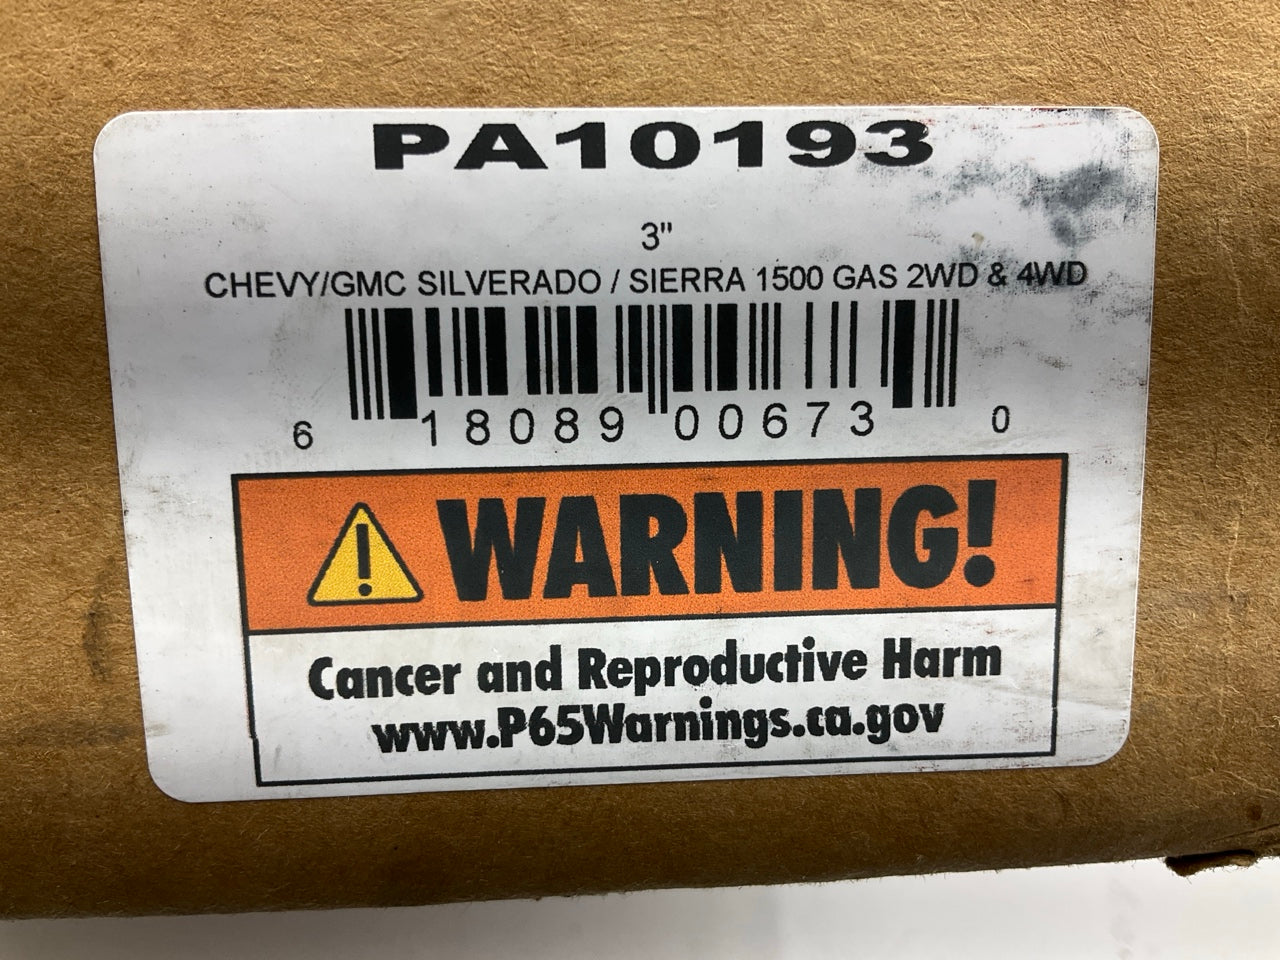 PA10193
3"
CHEVY/GMC SILVERADO / SIERRA 1500 GAS 2WD & 4WD
6 18089 00673 0
WARNING!
Cancer and Reproductive Harm
www.P65Warnings.ca.gov